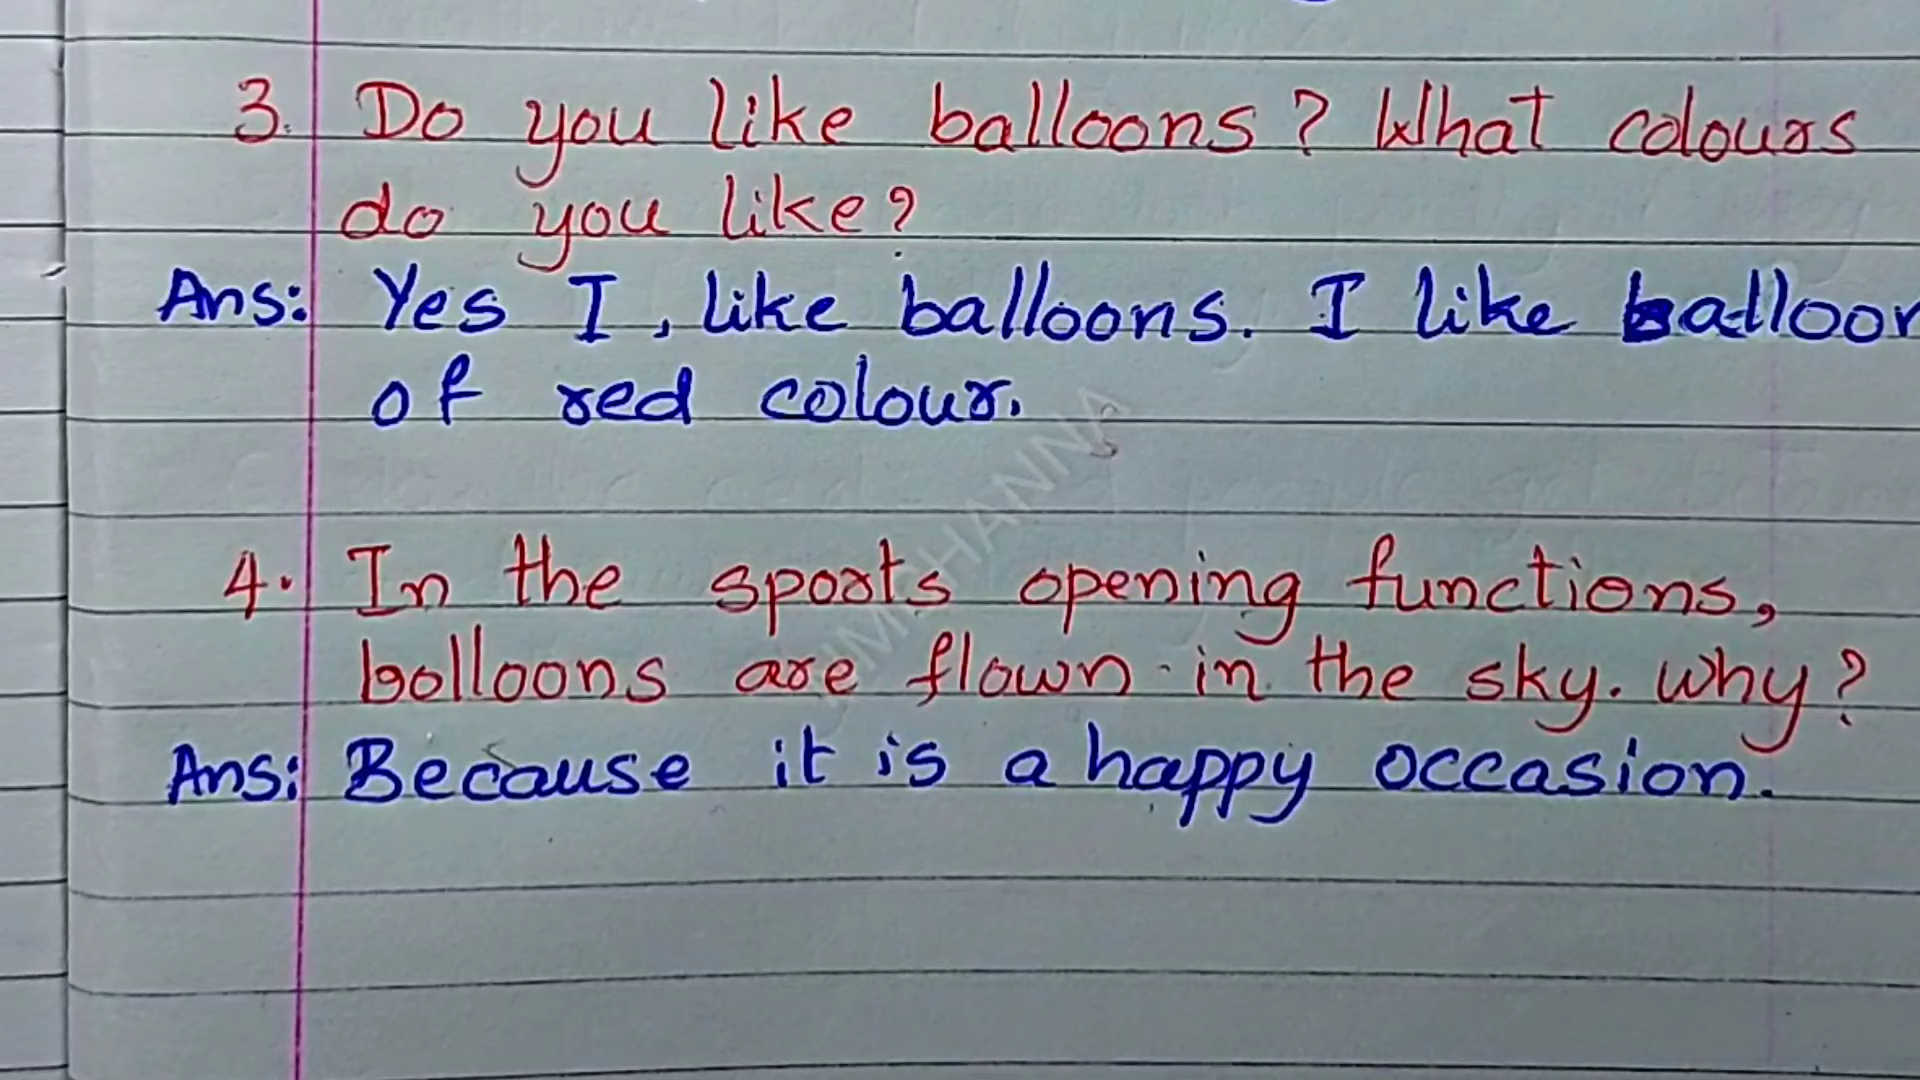 3. Do you like balloons? What colours
do you like?
Ans: Yes I, like balloons. I like balloon
of red colour.
4. In the sports opening functions,
bolloons are flown in the sky. why?
Ans: Because it is a happy occasion.